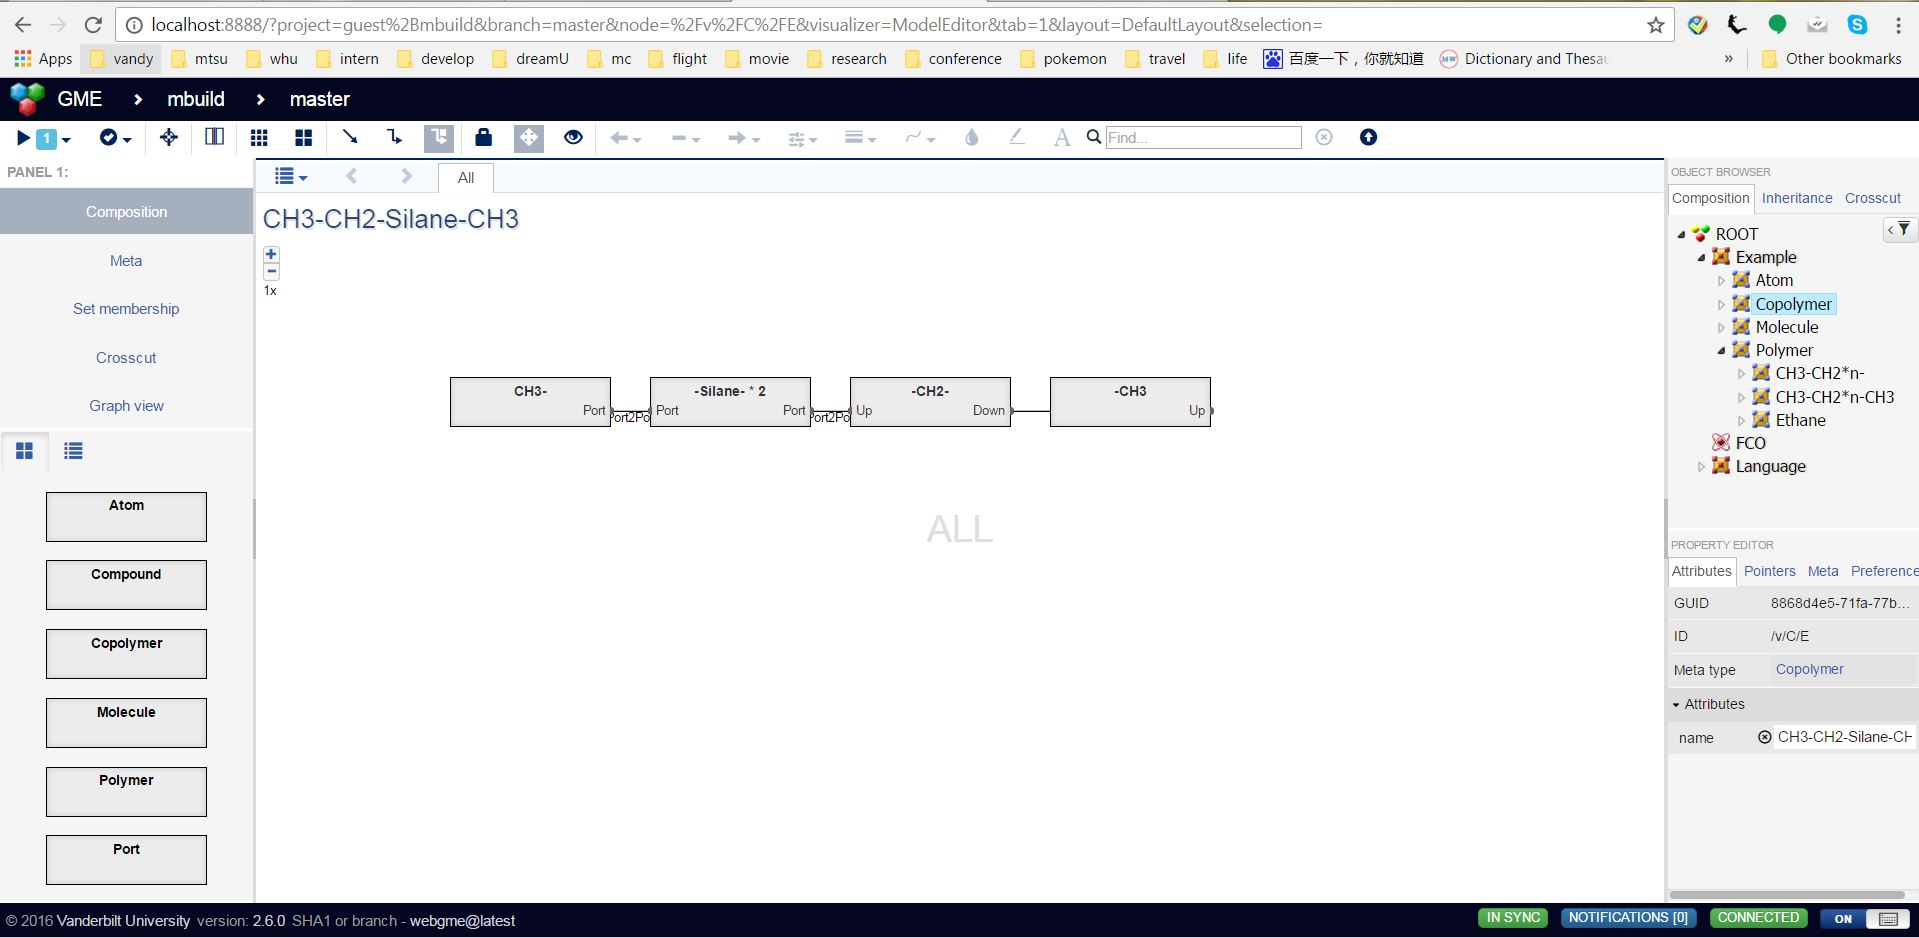 localhost:8888/?project=guest%2Bmbuild&branch=master&node=%2Fv%2FC%2FE&visualizer=ModelEditor&tab=1&layout=DefaultLayout&selection=
Apps vandy mtsu whu intern develop dreamU mc flight movie research conference pokemon travel life 百度一下，你就知道 Dictionary and Thesau » Other bookmarks
GME mbuild master
1 A Find...
PANEL 1:
Composition
Meta
Set membership
Crosscut
Graph view
Atom
Compound
Copolymer
Molecule
Polymer
Port
All
CH3-CH2-Silane-CH3
+
-
1x
CH3- -Silane- * 2 -CH2- -CH3
Port Port Port Up Down Up
ort2Po ort2Po
ALL
OBJECT BROWSER
Composition Inheritance Crosscut
ROOT
Example
Atom
Copolymer
Molecule
Polymer
CH3-CH2*n-
CH3-CH2*n-CH3
Ethane
FCO
Language
PROPERTY EDITOR
Attributes Pointers Meta Preference
GUID 8868d4e5-71fa-77b...
ID /v/C/E
Meta type Copolymer
Attributes
name CH3-CH2-Silane-CH
© 2016 Vanderbilt University version: 2.6.0 SHA1 or branch - webgme@latest
IN SYNC NOTIFICATIONS [0] CONNECTED ON